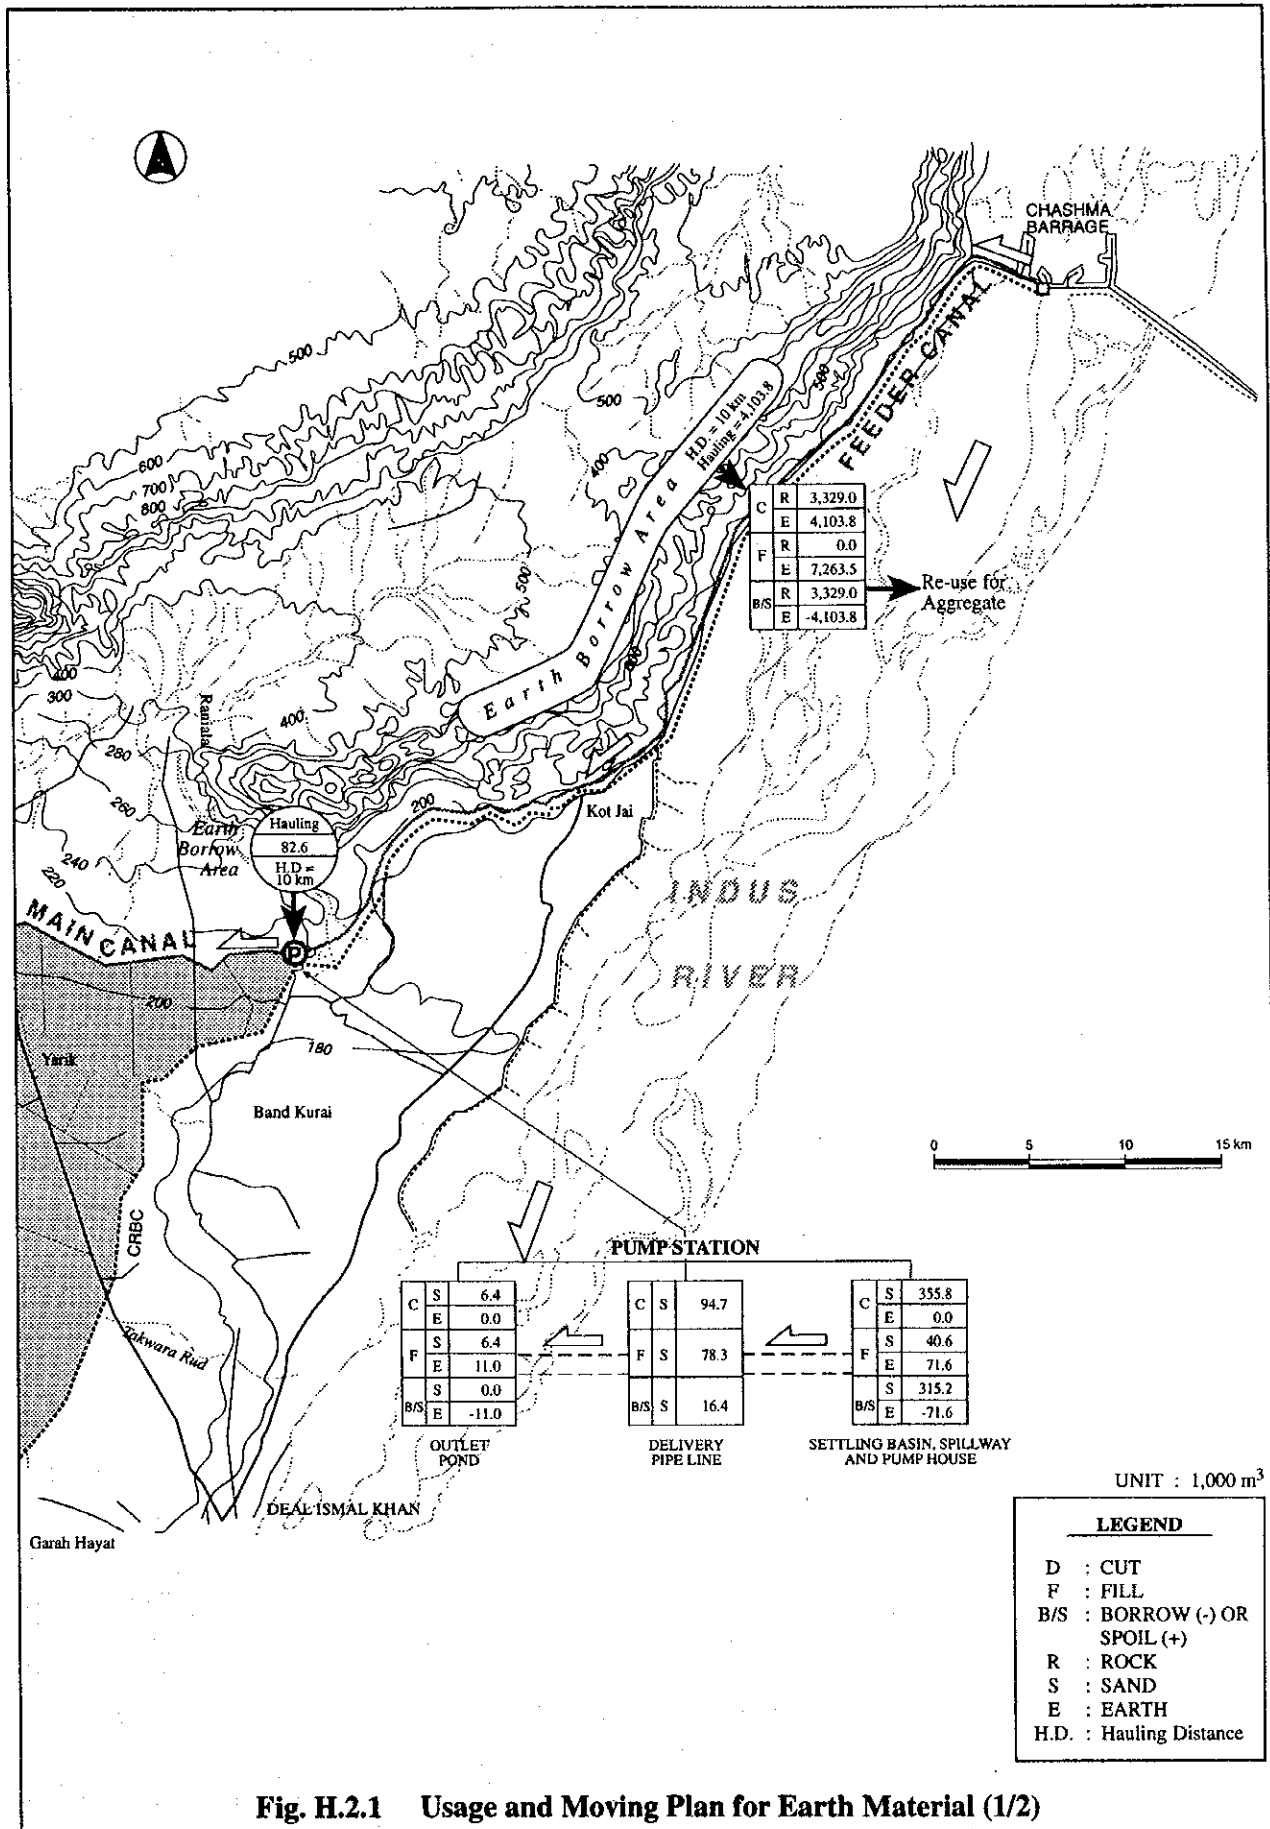 CHASHMA
BARRAGE
FEEDER CANAL
500
500
500
H.D. = 10 km
Hauling = 4,103.8
400
600
700
800
Earth Borrow Area
C R 3,329.0
E 4,103.8
F R 0.0
E 7,263.5
B/S R 3,329.0
E -4,103.8
Re-use for
Aggregate
500
400
300
Raniala
400
280
260
240
220
200
Kot Jai
Earth
Borrow
Area
Hauling
82.6
H.D =
10 km
INDUS
RIVER
MAIN CANAL
P
200
180
Yarik
Band Kurai
0 5 10 15 km
CRBC
Takwara Rud
PUMP STATION
C S 6.4
E 0.0
F S 6.4
E 11.0
B/S S 0.0
E -11.0
OUTLET
POND
C S 94.7
F S 78.3
B/S S 16.4
DELIVERY
PIPE LINE
C S 355.8
E 0.0
F S 40.6
E 71.6
B/S S 315.2
E -71.6
SETTLING BASIN, SPILLWAY
AND PUMP HOUSE
DEAL ISMAL KHAN
Garah Hayat
UNIT : 1,000 m³
LEGEND
D : CUT
F : FILL
B/S : BORROW (-) OR
SPOIL (+)
R : ROCK
S : SAND
E : EARTH
H.D. : Hauling Distance
Fig. H.2.1 Usage and Moving Plan for Earth Material (1/2)